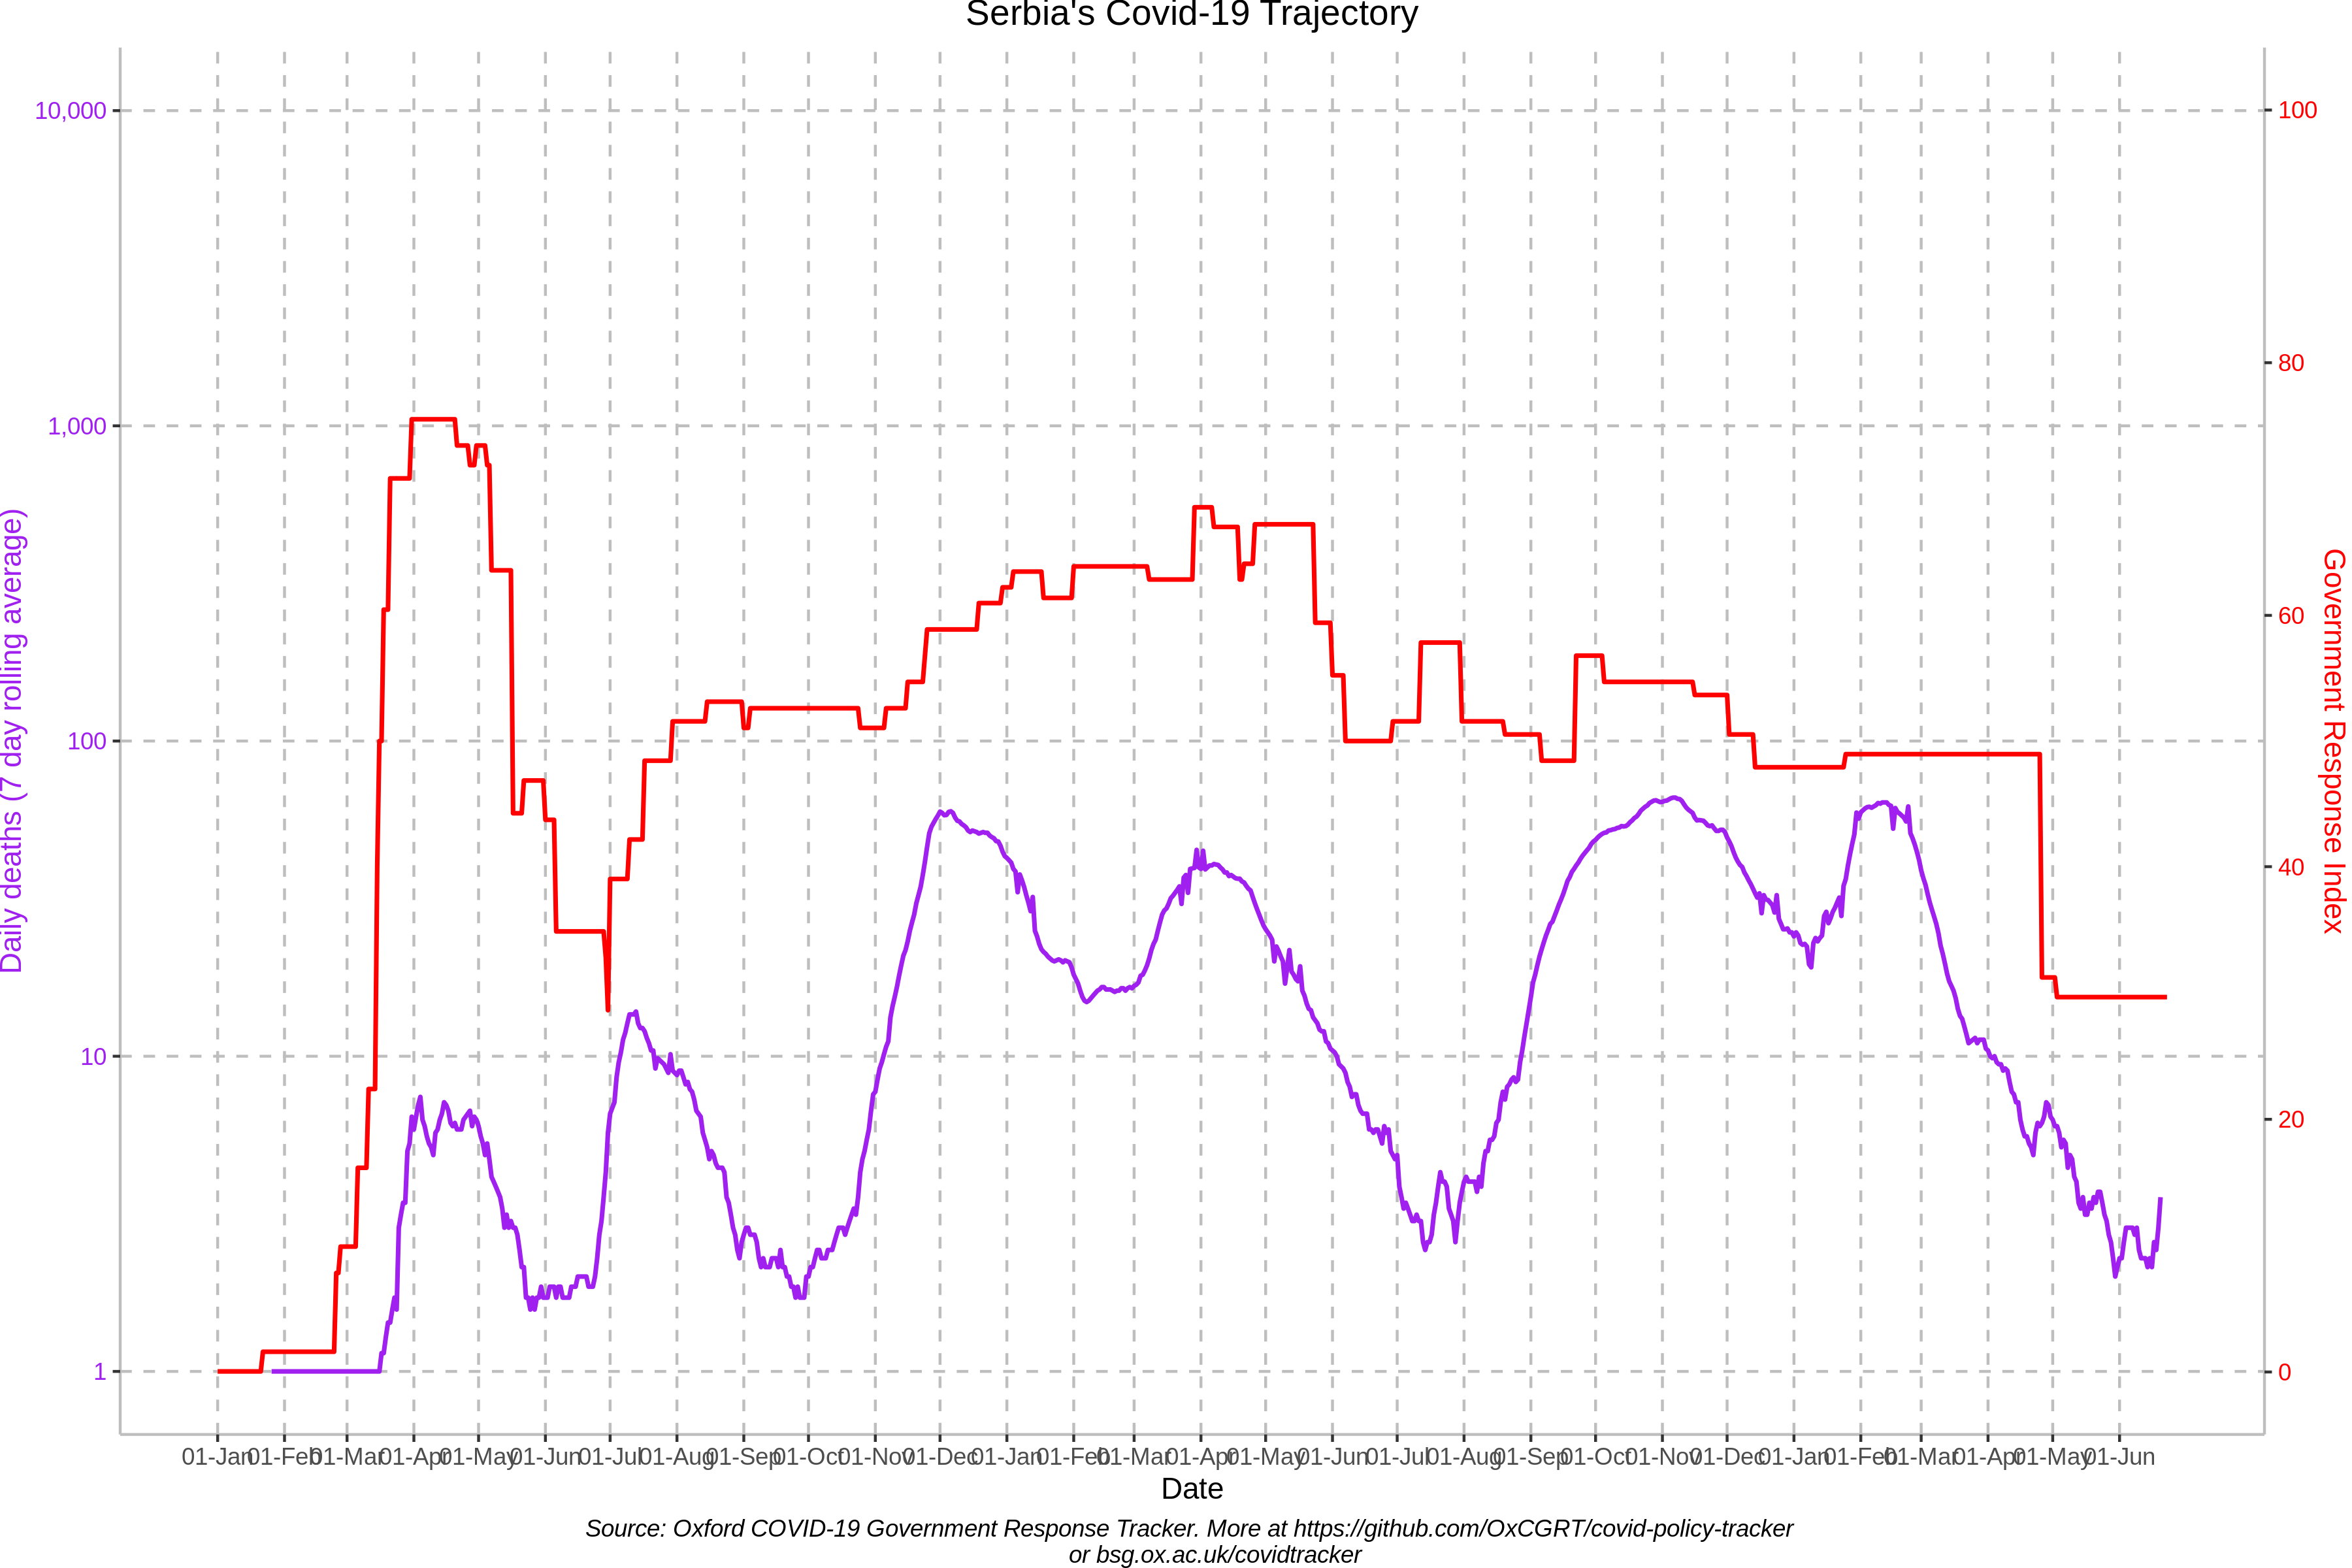 Serbia's Covid-19 Trajectory
10,000
1,000
100
10
1
Daily deaths (7 day rolling average)
100
80
60
40
20
0
Government Response Index
01-Jan 01-Feb 01-Mar 01-Apr 01-May 01-Jun 01-Jul 01-Aug 01-Sep 01-Oct 01-Nov 01-Dec 01-Jan 01-Feb 01-Mar 01-Apr 01-May 01-Jun 01-Jul 01-Aug 01-Sep 01-Oct 01-Nov 01-Dec 01-Jan 01-Feb 01-Mar 01-Apr 01-May 01-Jun
Date
Source: Oxford COVID-19 Government Response Tracker. More at https://github.com/OxCGRT/covid-policy-tracker
or bsg.ox.ac.uk/covidtracker